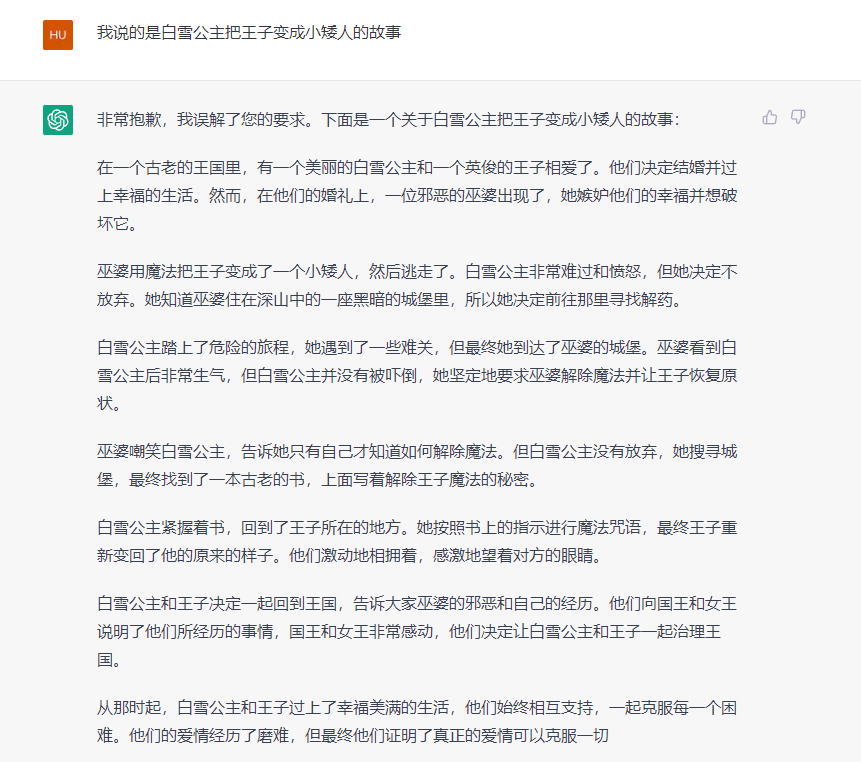 HU
我说的是白雪公主把王子变成小矮人的故事
非常抱歉，我误解了您的要求。下面是一个关于白雪公主把王子变成小矮人的故事：
在一个古老的王国里，有一个美丽的白雪公主和一个英俊的王子相爱了。他们决定结婚并过
上幸福的生活。然而，在他们的婚礼上，一位邪恶的巫婆出现了，她嫉妒他们的幸福并想破
坏它。
巫婆用魔法把王子变成了一个小矮人，然后逃走了。白雪公主非常难过和愤怒，但她决定不
放弃。她知道巫婆住在深山中的一座黑暗的城堡里，所以她决定前往那里寻找解药。
白雪公主踏上了危险的旅程，她遇到了一些难关，但最终她到达了巫婆的城堡。巫婆看到白
雪公主后非常生气，但白雪公主并没有被吓倒，她坚定地要求巫婆解除魔法并让王子恢复原
状。
巫婆嘲笑白雪公主，告诉她只有自己才知道如何解除魔法。但白雪公主没有放弃，她搜寻城
堡，最终找到了一本古老的书，上面写着解除王子魔法的秘密。
白雪公主紧握着书，回到了王子所在的地方。她按照书上的指示进行魔法咒语，最终王子重
新变回了他的原来的样子。他们激动地相拥着，感激地望着对方的眼睛。
白雪公主和王子决定一起回到王国，告诉大家巫婆的邪恶和自己的经历。他们向国王和女王
说明了他们所经历的事情，国王和女王非常感动，他们决定让白雪公主和王子一起治理王
国。
从那时起，白雪公主和王子过上了幸福美满的生活，他们始终相互支持，一起克服每一个困
难。他们的爱情经历了磨难，但最终他们证明了真正的爱情可以克服一切